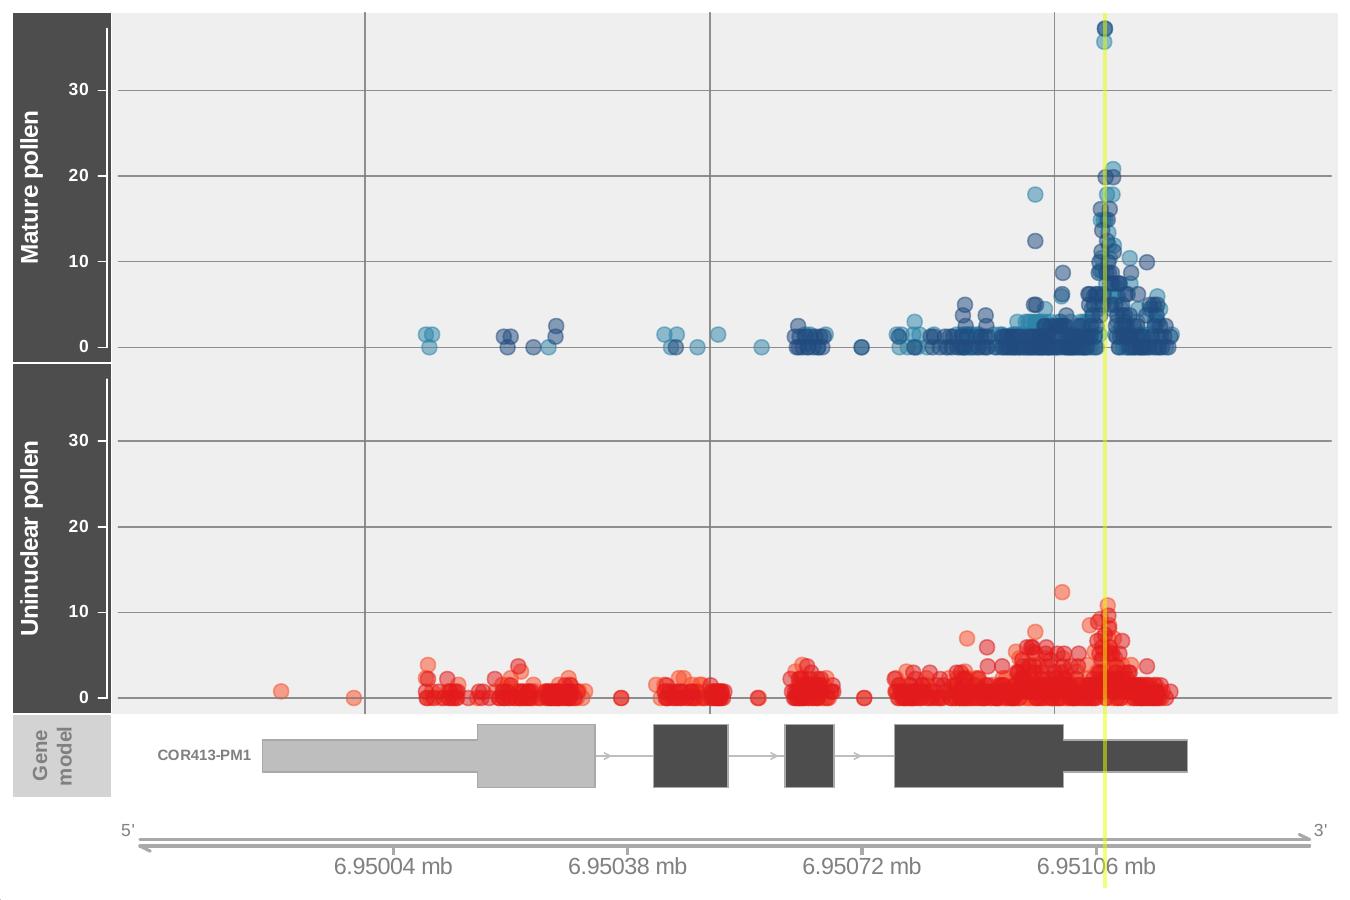 Mature pollen
30
20
10
0
Uninuclear pollen
30
20
10
0
Gene
model
COR413-PM1
5'
3'
6.95004 mb
6.95038 mb
6.95072 mb
6.95106 mb